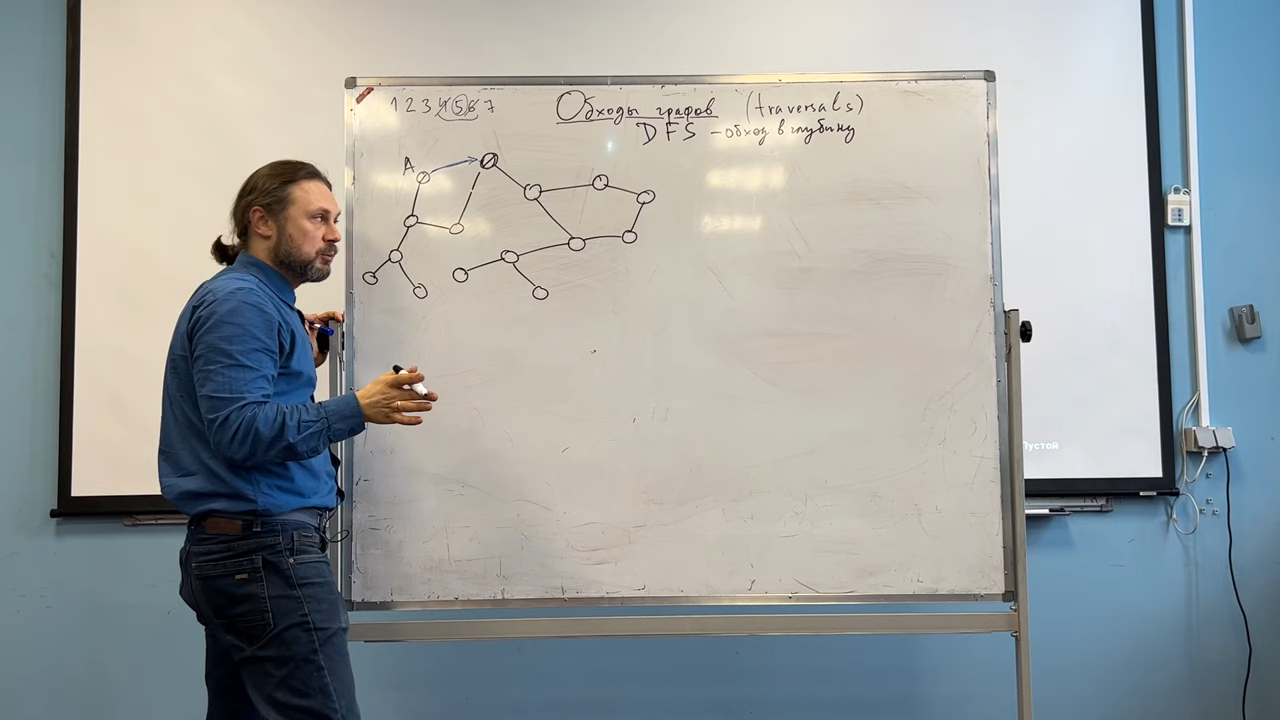 1 2 3 4 5 6 7
Обходы графов (traversals)
DFS - обход в глубину
A
Пустой